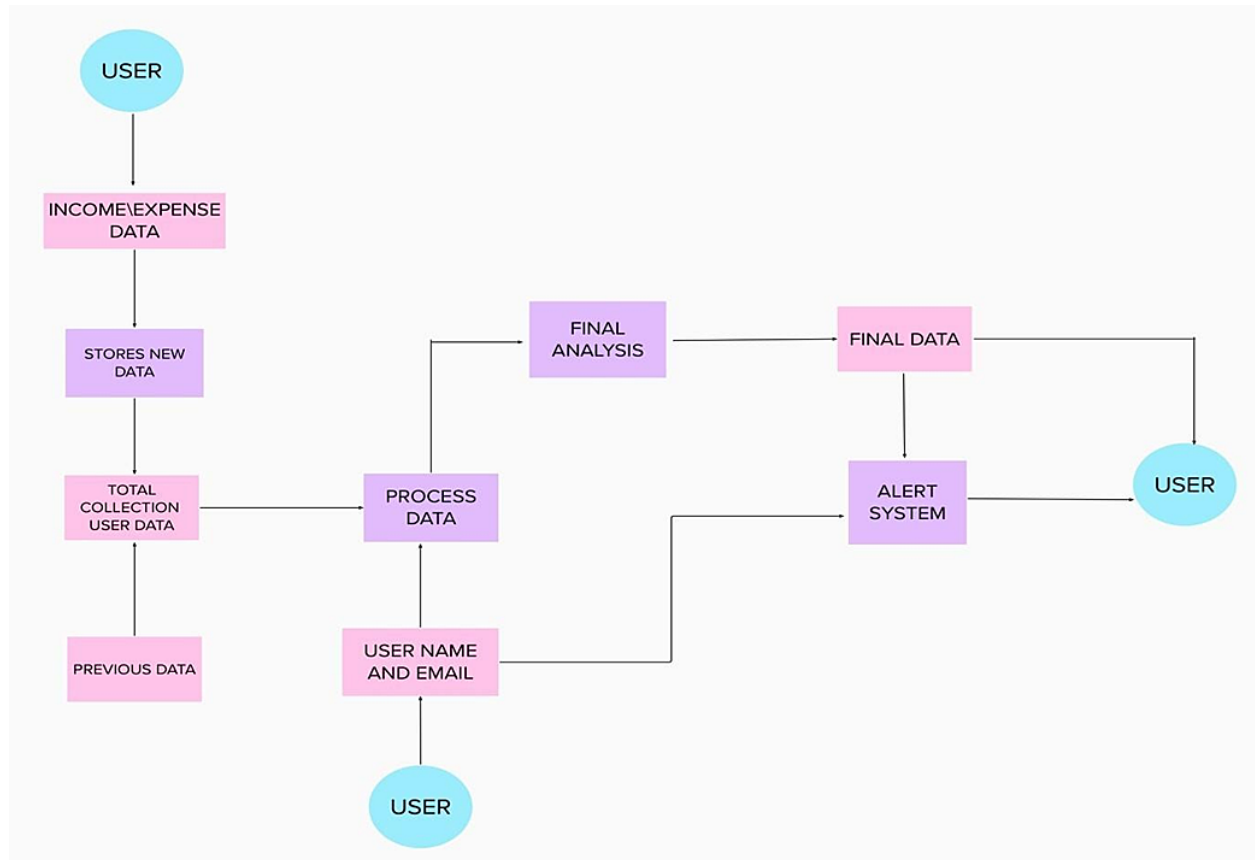 USER
INCOME\EXPENSE
DATA
STORES NEW
DATA
TOTAL
COLLECTION
USER DATA
PREVIOUS DATA
PROCESS
DATA
USER NAME
AND EMAIL
USER
FINAL
ANALYSIS
FINAL DATA
ALERT
SYSTEM
USER